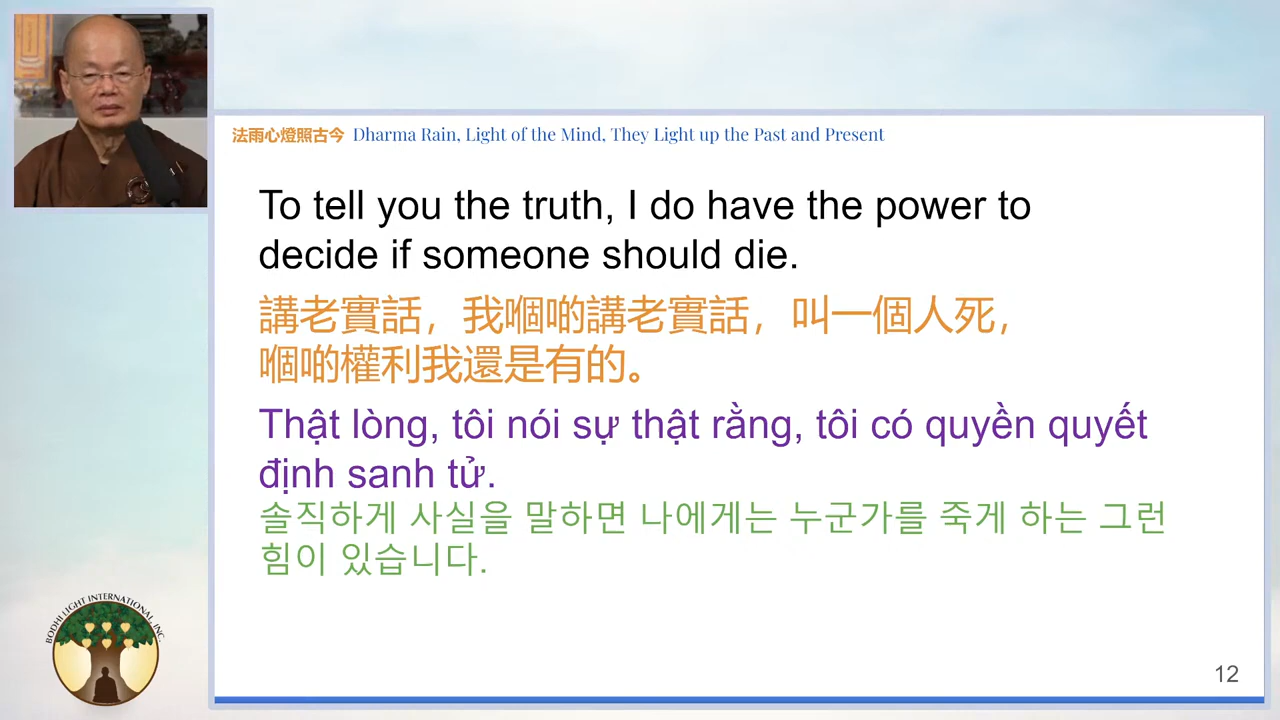 法雨心燈照古今 Dharma Rain, Light of the Mind, They Light up the Past and Present
To tell you the truth, I do have the power to
decide if someone should die.
講老實話，我嗰啲講老實話，叫一個人死，
嗰啲權利我還是有的。
Thật lòng, tôi nói sự thật rằng, tôi có quyền quyết
định sanh tử.
솔직하게 사실을 말하면 나에게는 누군가를 죽게 하는 그런
힘이 있습니다.
BODHI LIGHT INTERNATIONAL, INC.
12